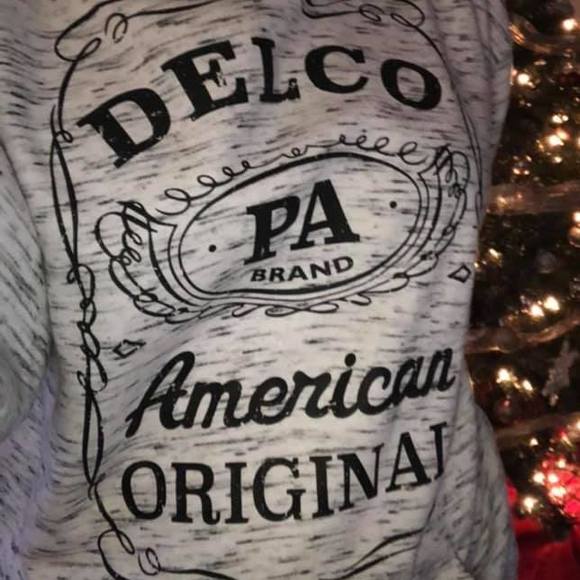 DELCO
PA
BRAND
American
ORIGINAL